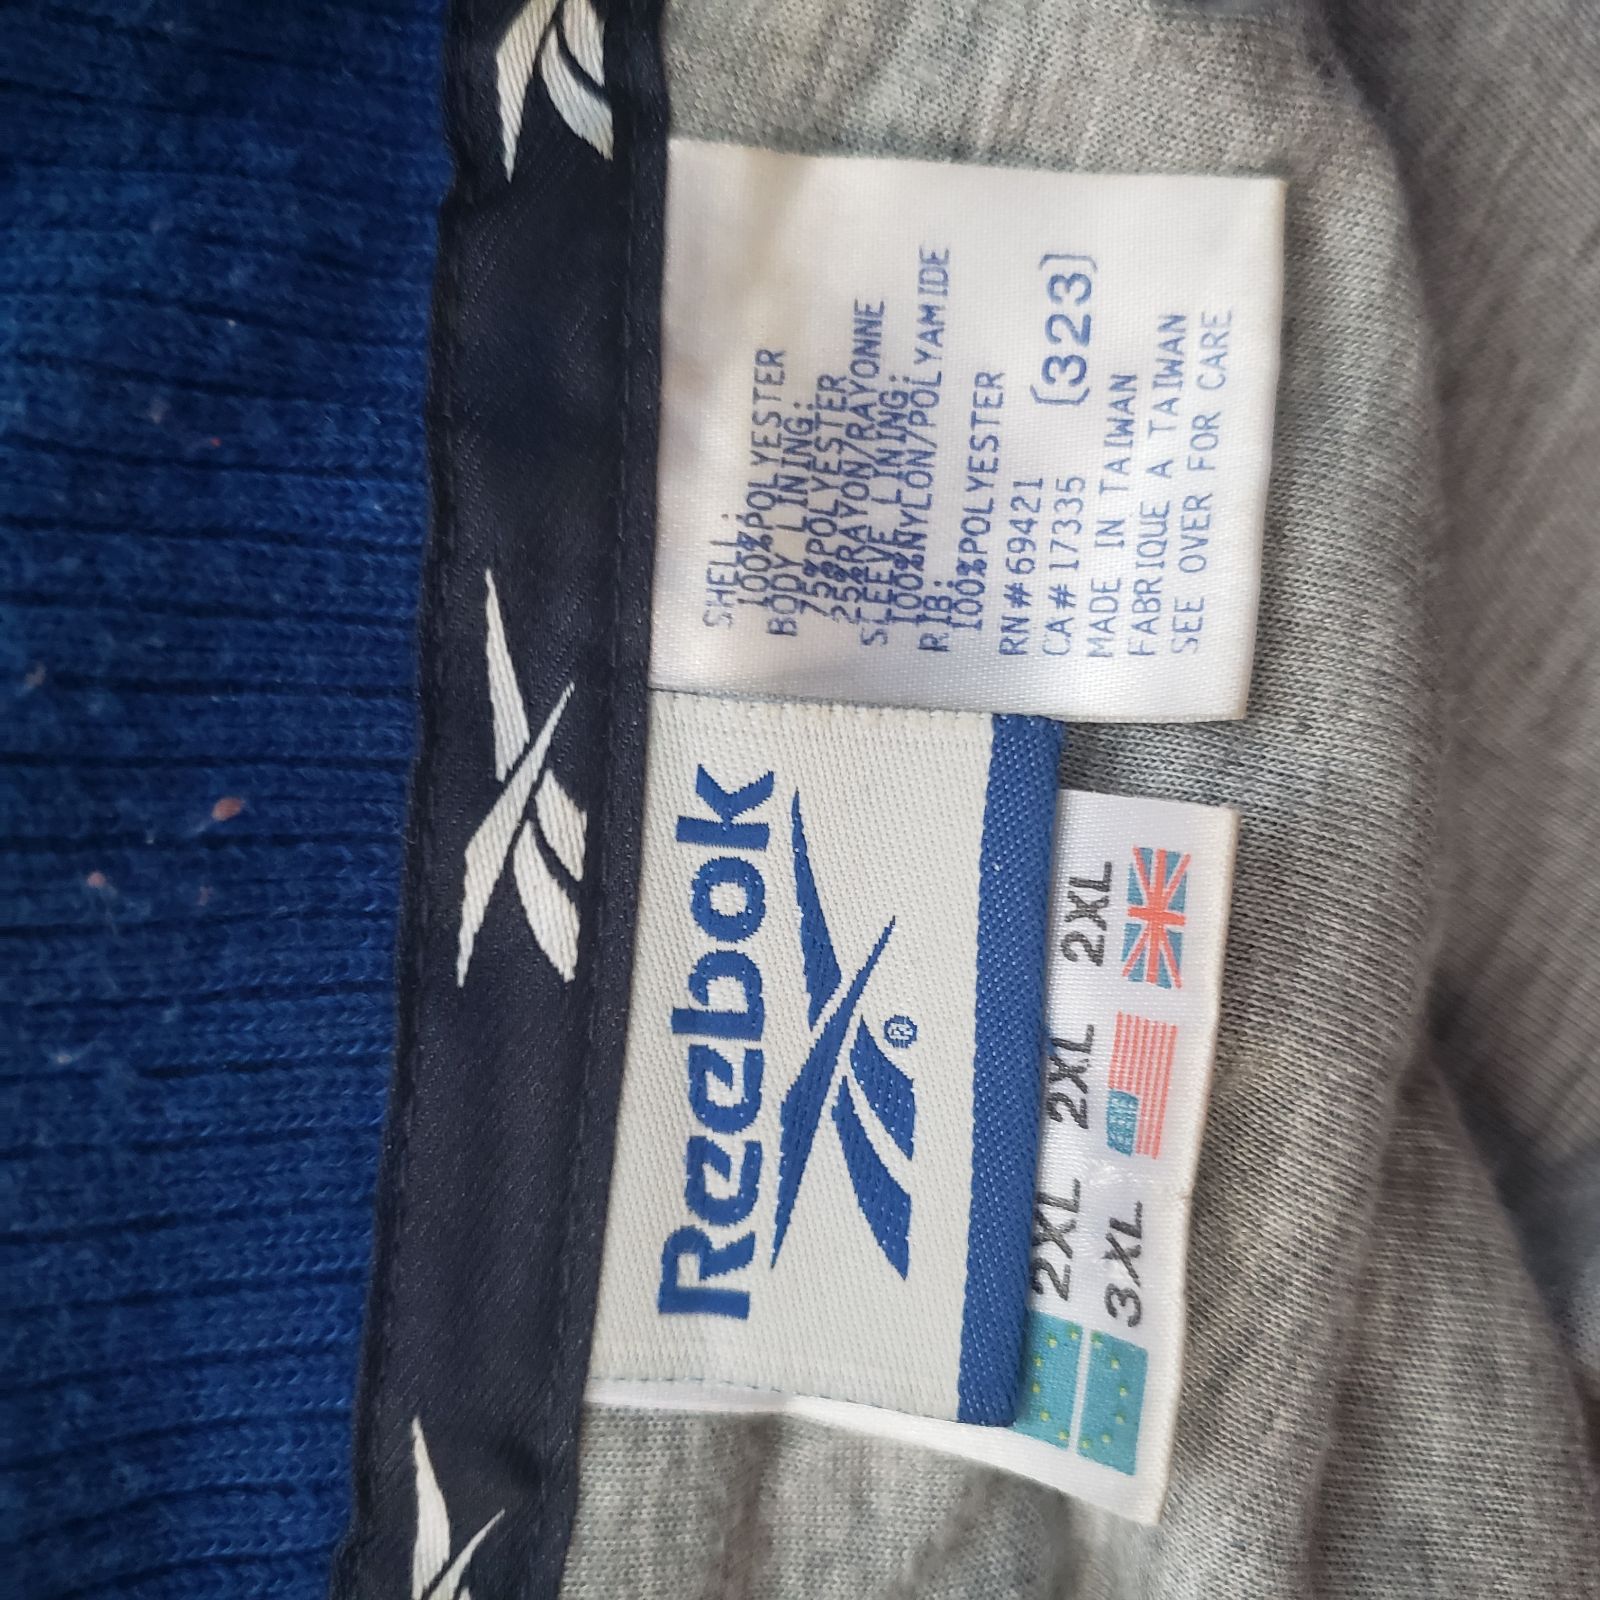 Reebok
®
2XL 2XL 2XL
3XL
SHELL:
100%POLYESTER
BODY LINING:
75%POLYESTER
25%RAYON/RAYONNE
SLEEVE LINING:
100%NYLON/POLYAMIDE
RIB:
100%POLYESTER
RN#69421
CA#17335 (323)
MADE IN TAIWAN
FABRIQUE A TAIWAN
SEE OVER FOR CARE